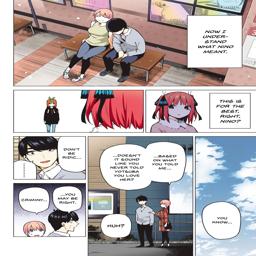 NOW I
UNDER-
STAND
WHAT NINO
MEANT.
THIS IS
FOR THE
BEST,
RIGHT,
NINO?
YOU
KNOW...
...BASED
ON WHAT
YOU TOLD
ME...
...DOESN'T
IT SOUND
LIKE YOU
NEVER TOLD
YOTSUBA
YOU LOVE
HER?
HUH?
DON'T
BE
RIDIC...
...YOU
MAY BE
RIGHT.